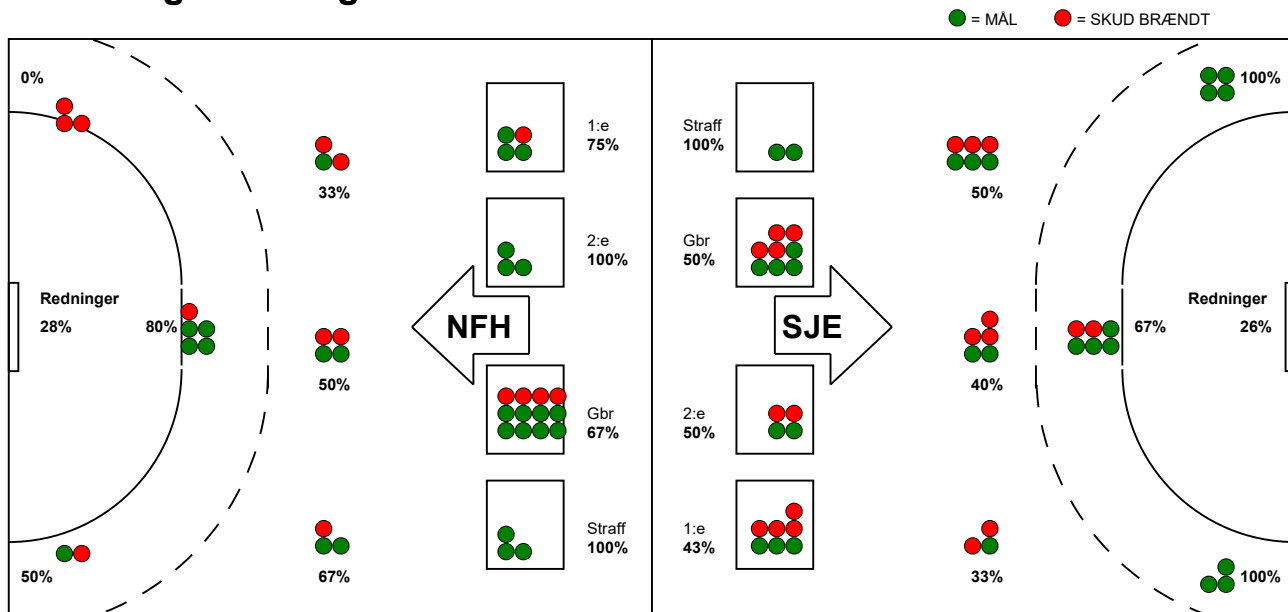 = MÅL
= SKUD BRÆNDT
0%
100%
1:e
75%
Straff
100%
33%
50%
2:e
100%
Gbr
50%
Redninger
28%
80%
NFH
SJE
67%
Redninger
26%
50%
40%
Gbr
67%
2:e
50%
Straff
100%
1:e
43%
50%
67%
33%
100%